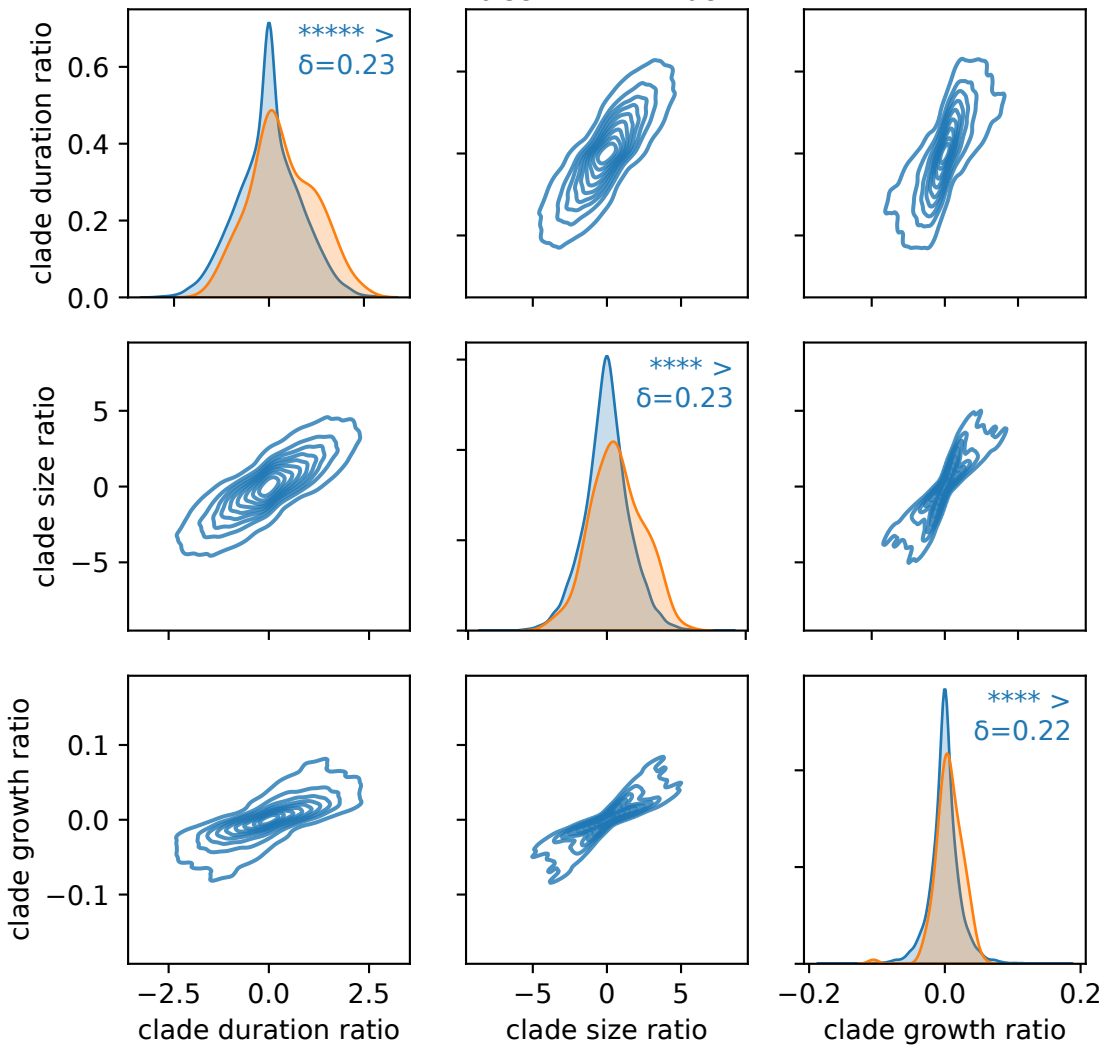 clade duration ratio
0.6
0.4
0.2
0.0
***** >
δ=0.23
clade size ratio
5
0
−5
**** >
δ=0.23
clade growth ratio
0.1
0.0
−0.1
**** >
δ=0.22
−2.5 0.0 2.5
−5 0 5
−0.2 0.0 0.2
clade duration ratio
clade size ratio
clade growth ratio